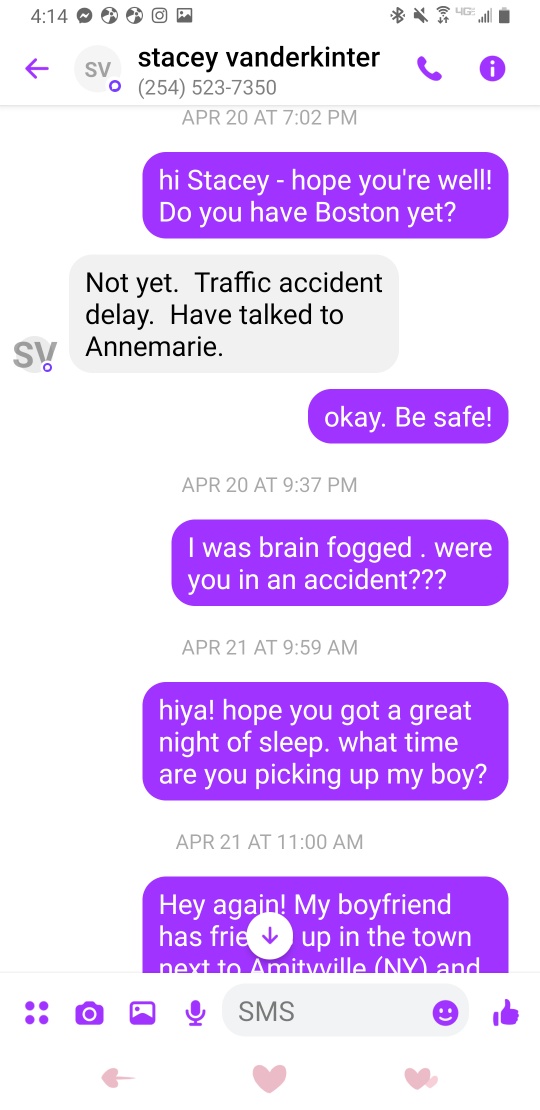 4:14
4G
SV
stacey vanderkinter
(254) 523-7350
APR 20 AT 7:02 PM
hi Stacey - hope you're well!
Do you have Boston yet?
Not yet.  Traffic accident
delay.  Have talked to
Annemarie.
SV
okay. Be safe!
APR 20 AT 9:37 PM
I was brain fogged . were
you in an accident???
APR 21 AT 9:59 AM
hiya! hope you got a great
night of sleep. what time
are you picking up my boy?
APR 21 AT 11:00 AM
Hey again! My boyfriend
has up in the town
next to Amityville (NY) and
SMS